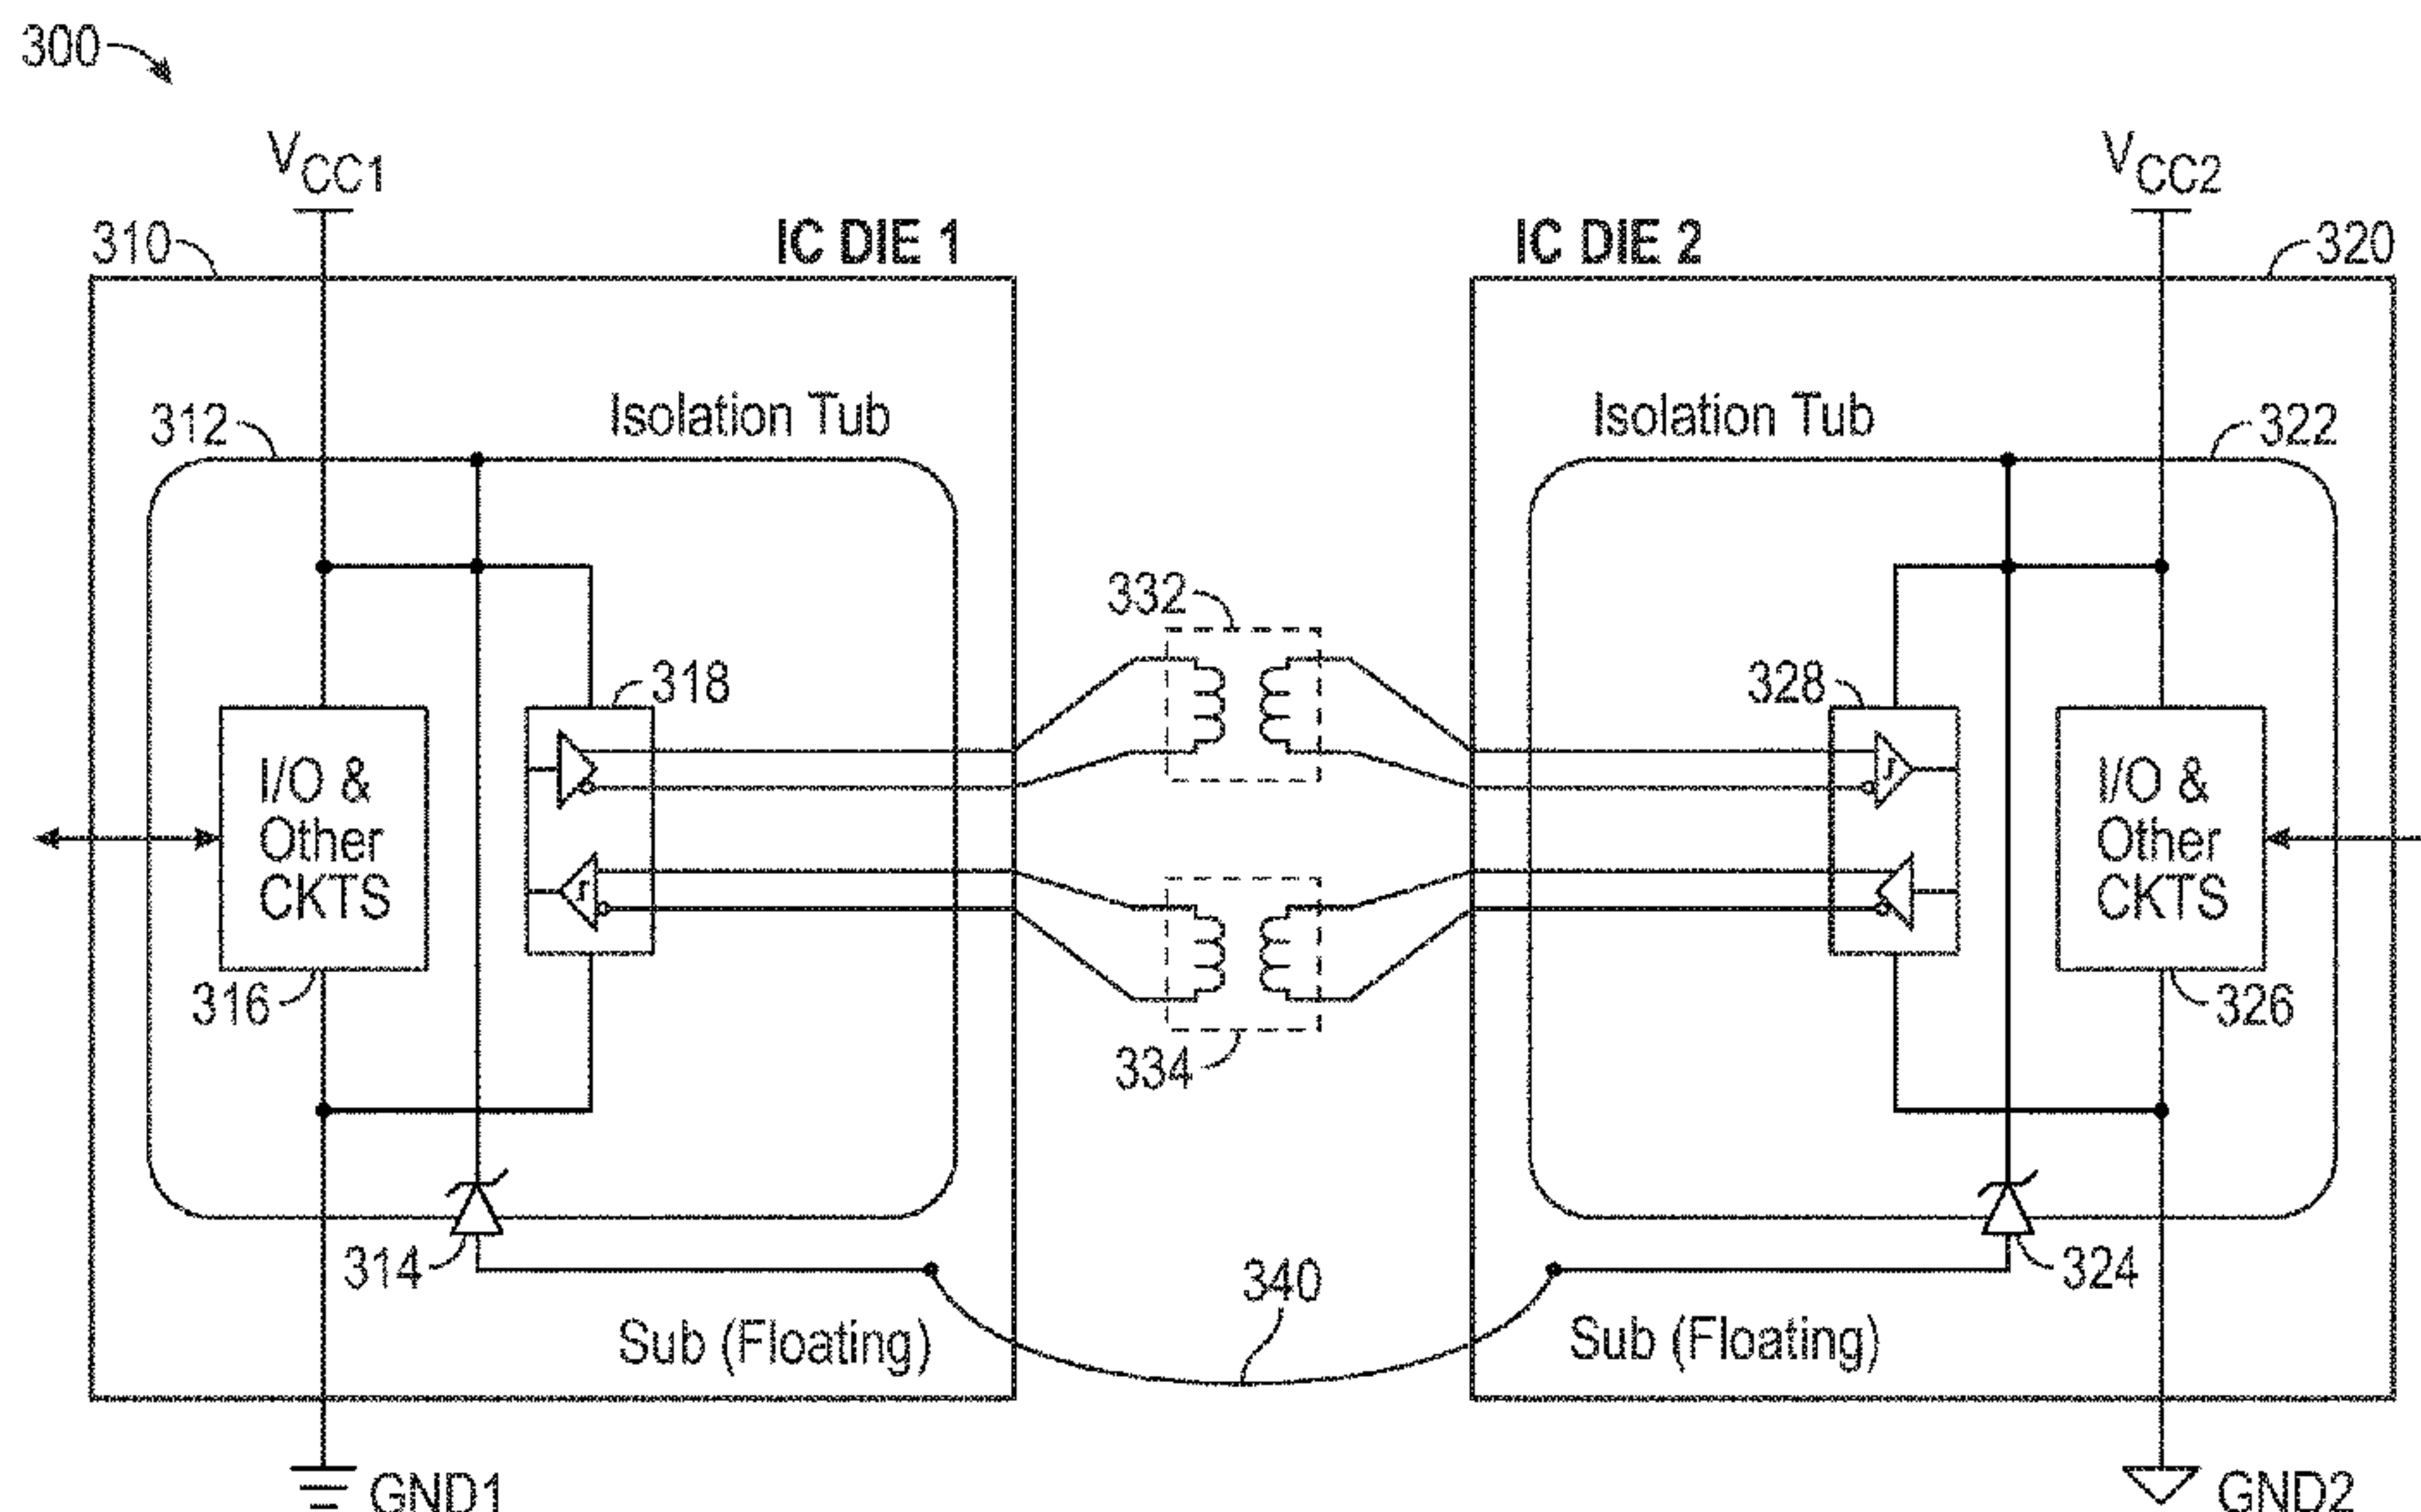 300
VCC1
VCC2
310
IC DIE 1
IC DIE 2
320
312
Isolation Tub
Isolation Tub
322
332
318
328
I/O &
Other
CKTS
I/O &
Other
CKTS
316
326
334
314
340
324
Sub (Floating)
Sub (Floating)
GND1
GND2